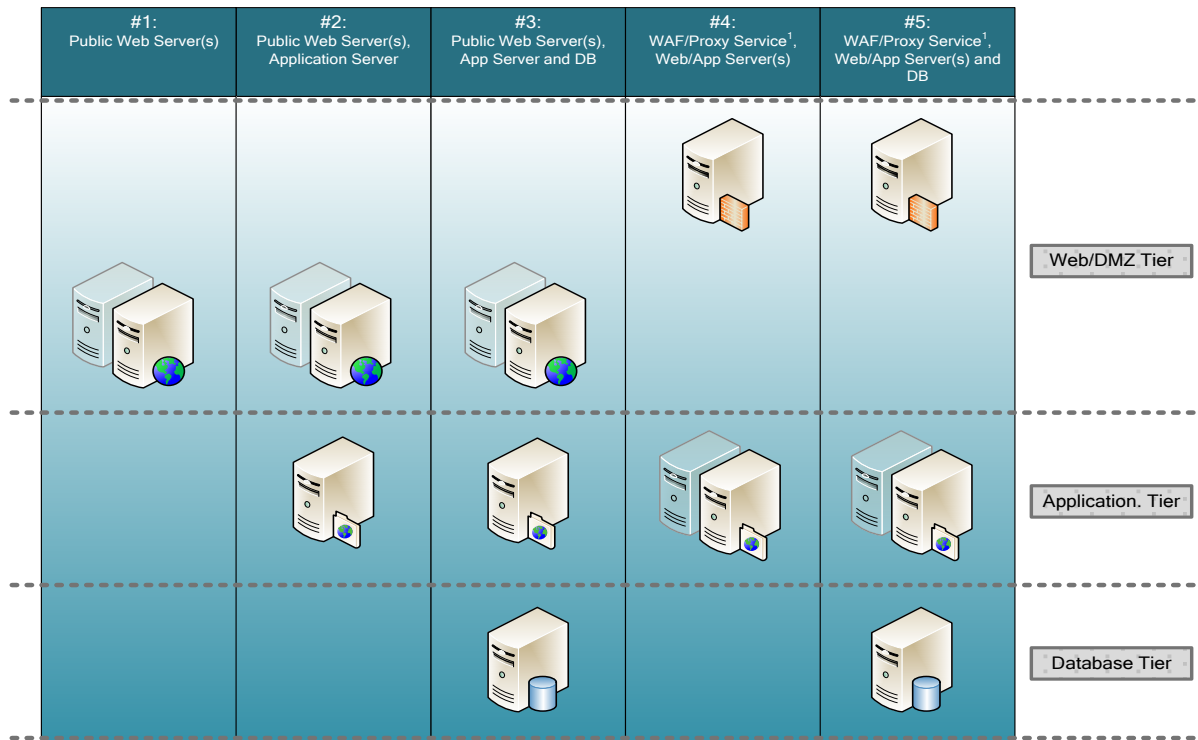 #1:
Public Web Server(s)
#2:
Public Web Server(s),
Application Server
#3:
Public Web Server(s),
App Server and DB
#4:
WAF/Proxy Service¹,
Web/App Server(s)
#5:
WAF/Proxy Service¹,
Web/App Server(s) and
DB
Web/DMZ Tier
Application. Tier
Database Tier